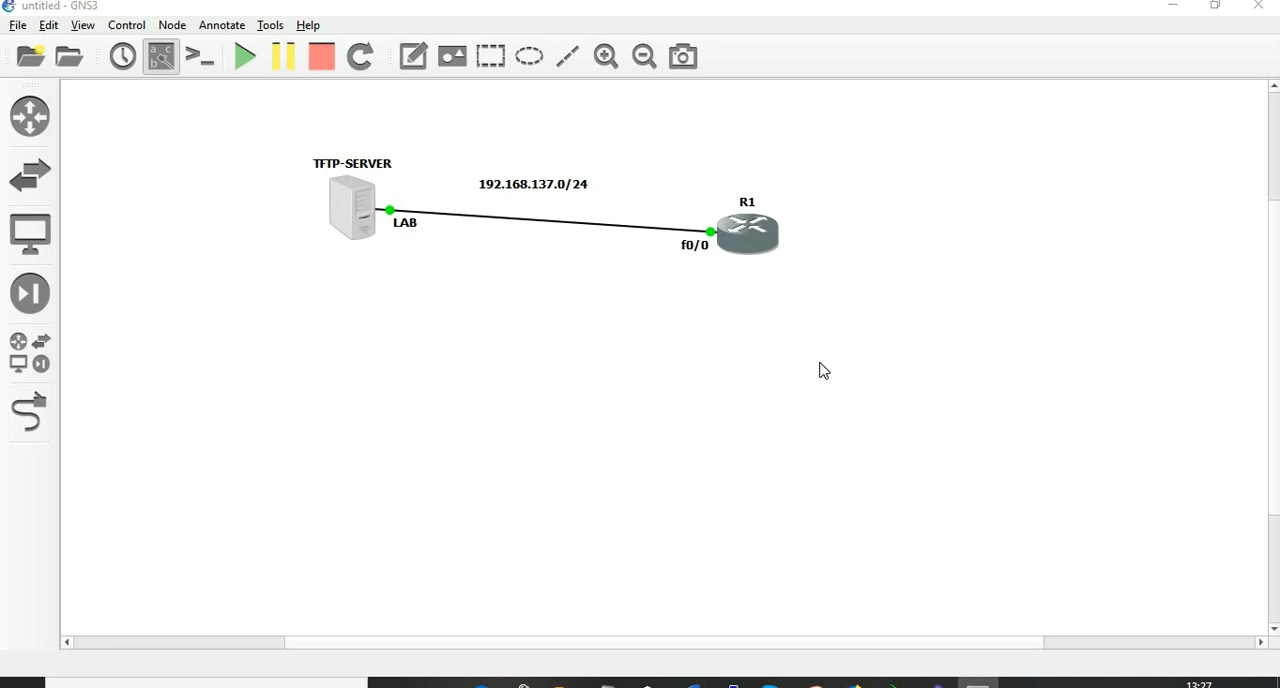 untitled - GNS3
File Edit View Control Node Annotate Tools Help
TFTP-SERVER
192.168.137.0/24
R1
LAB
f0/0
13:27